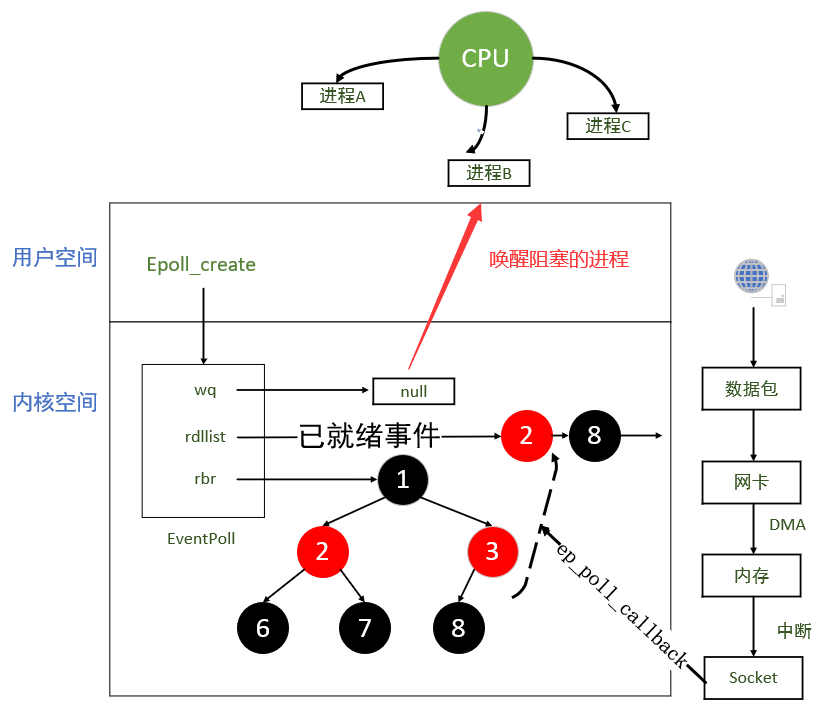 CPU
进程A
进程C
进程B
用户空间
Epoll_create
唤醒阻塞的进程
内核空间
wq
null
数据包
rdllist
已就绪事件
2
8
rbr
1
网卡
EventPoll
DMA
2
3
ep_poll_callback
内存
6
7
8
中断
Socket